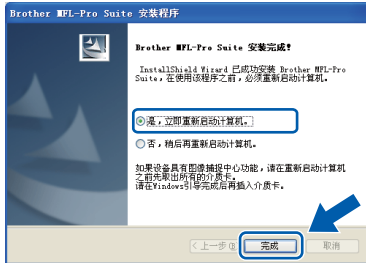 Brother MFL-Pro Suite 安装程序
Brother MFL-Pro Suite 安装完成!
InstallShield Wizard 已成功安装 Brother MFL-Pro
Suite，在使用该程序之前，必须重新启动计算机。
是，立即重新启动计算机。
否，稍后再重新启动计算机。
如果设备具有图像捕捉中心功能，请在重新启动计算机
之前先取出所有的介质卡。
请在Windows引导完成后再插入介质卡。
< 上一步(B) 完成 取消